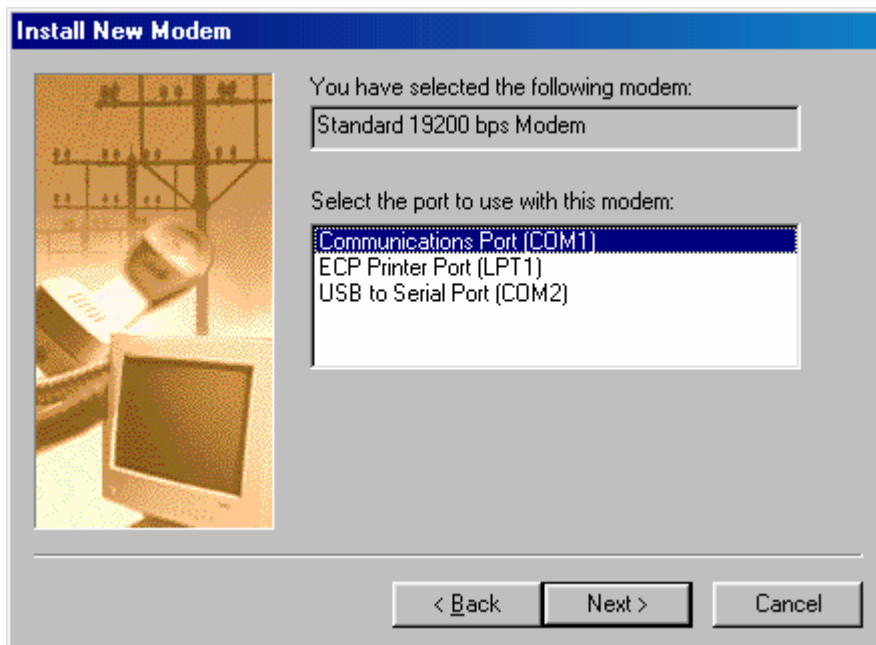 Install New Modem
You have selected the following modem:
Standard 19200 bps Modem
Select the port to use with this modem:
Communications Port (COM1)
ECP Printer Port (LPT1)
USB to Serial Port (COM2)
< Back
Next >
Cancel